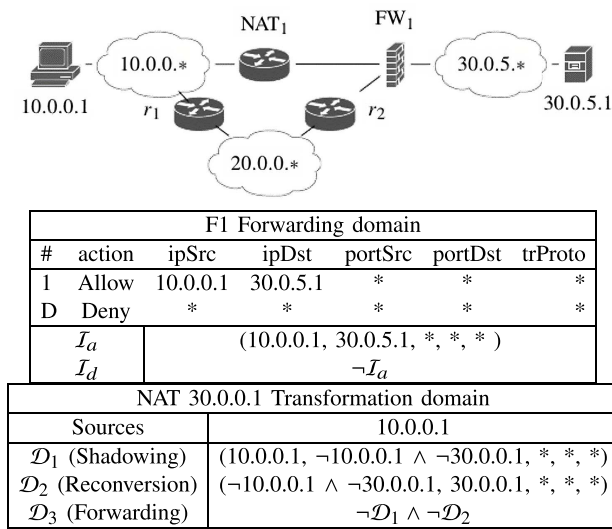 NAT₁
FW₁
10.0.0.*
30.0.5.*
10.0.0.1
r₁
r₂
30.0.5.1
20.0.0.*
F1 Forwarding domain
# action ipSrc ipDst portSrc portDst trProto
1 Allow 10.0.0.1 30.0.5.1 * * *
D Deny * * * * *
ℐₐ (10.0.0.1, 30.0.5.1, *, *, * )
ℐ_d ¬ℐₐ
NAT 30.0.0.1 Transformation domain
Sources 10.0.0.1
𝒟₁ (Shadowing) (10.0.0.1, ¬10.0.0.1 ∧ ¬30.0.0.1, *, *, *)
𝒟₂ (Reconversion) (¬10.0.0.1 ∧ ¬30.0.0.1, 30.0.0.1, *, *, *)
𝒟₃ (Forwarding) ¬𝒟₁ ∧ ¬𝒟₂